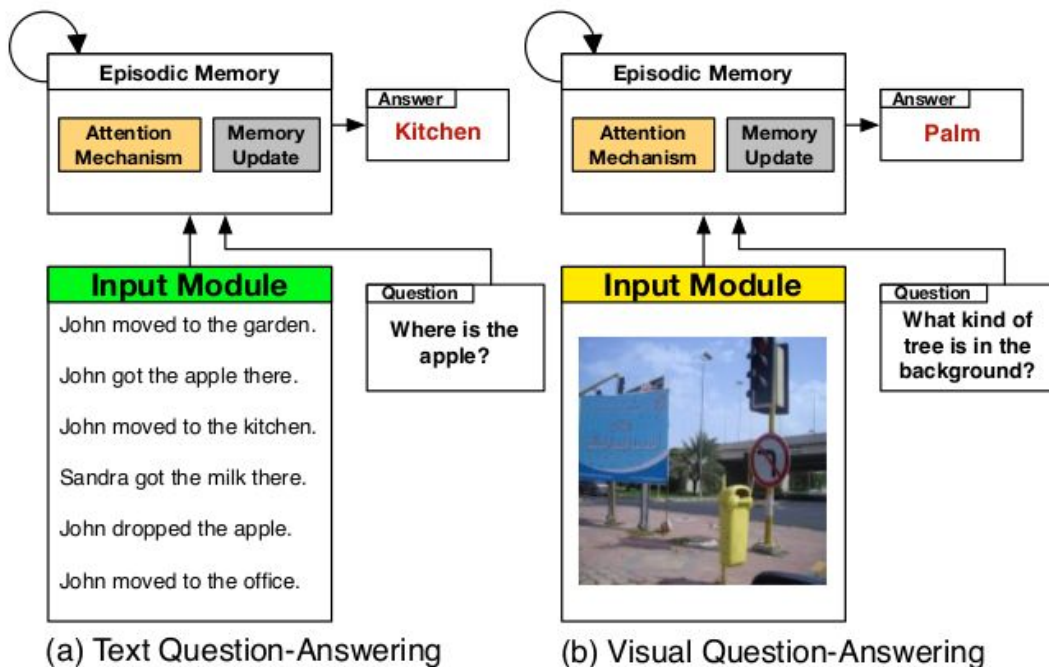 Episodic Memory
Attention
Mechanism
Memory
Update
Answer
Kitchen
Input Module
John moved to the garden.
John got the apple there.
John moved to the kitchen.
Sandra got the milk there.
John dropped the apple.
John moved to the office.
Question
Where is the
apple?
(a) Text Question-Answering
Episodic Memory
Attention
Mechanism
Memory
Update
Answer
Palm
Input Module
Question
What kind of
tree is in the
background?
(b) Visual Question-Answering